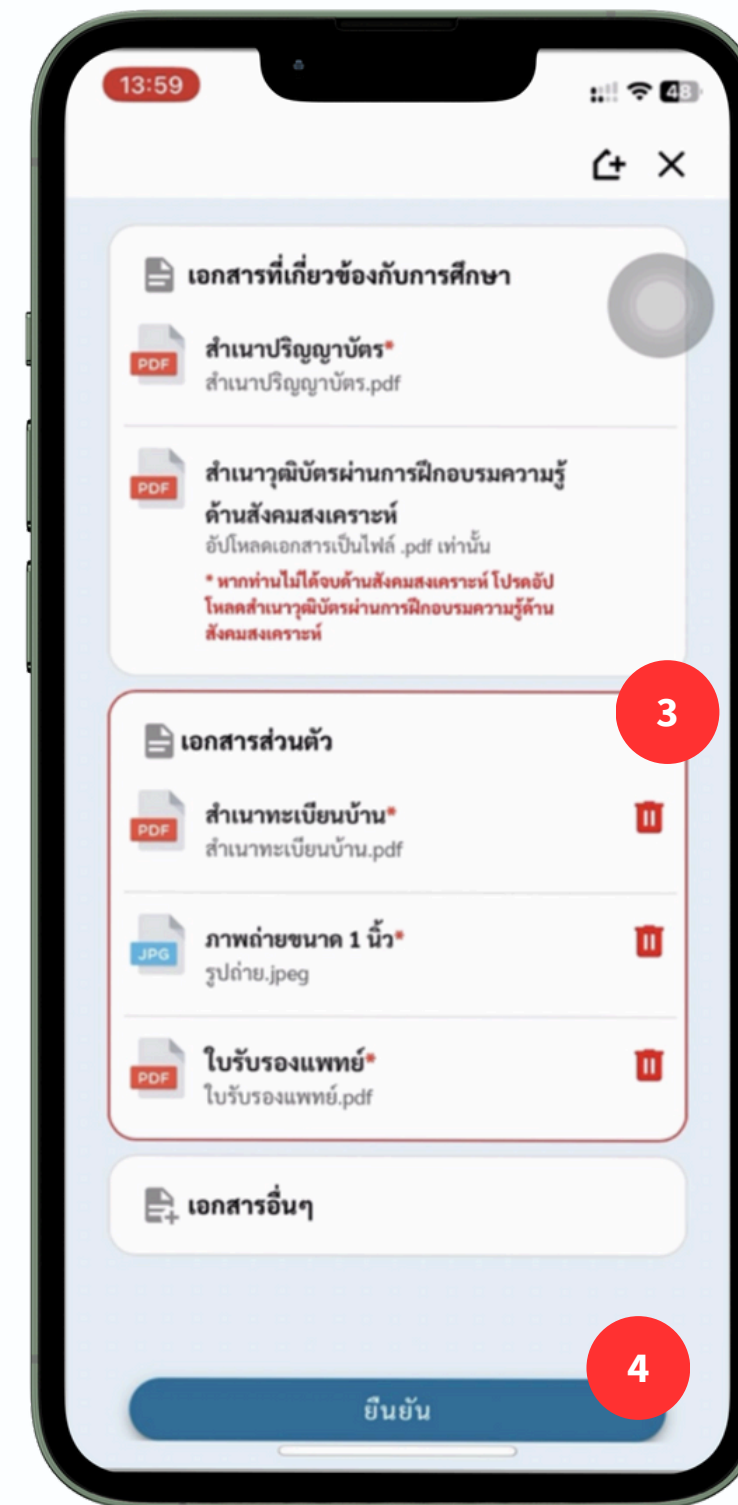 13:59
48
เอกสารที่เกี่ยวข้องกับการศึกษา
PDF
สำเนาปริญญาบัตร*
สำเนาปริญญาบัตร.pdf
PDF
สำเนาวุฒิบัตรผ่านการฝึกอบรมความรู้
ด้านสังคมสงเคราะห์
อัปโหลดเอกสารเป็นไฟล์ .pdf เท่านั้น
* หากท่านไม่ได้จบด้านสังคมสงเคราะห์ โปรดอัป
โหลดสำเนาวุฒิบัตรผ่านการฝึกอบรมความรู้ด้าน
สังคมสงเคราะห์
3
เอกสารส่วนตัว
PDF
สำเนาทะเบียนบ้าน*
สำเนาทะเบียนบ้าน.pdf
JPG
ภาพถ่ายขนาด 1 นิ้ว*
รูปถ่าย.jpeg
PDF
ใบรับรองแพทย์*
ใบรับรองแพทย์.pdf
เอกสารอื่นๆ
4
ยืนยัน